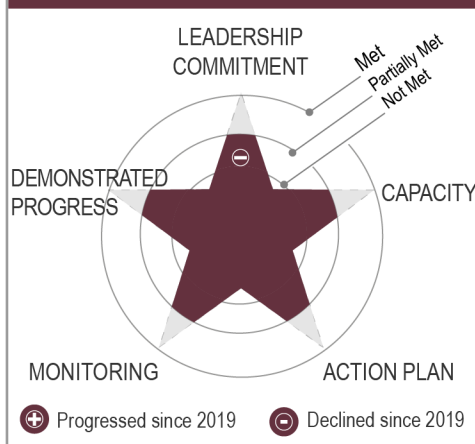 LEADERSHIP
COMMITMENT
Met
Partially Met
Not Met
DEMONSTRATED
PROGRESS
CAPACITY
MONITORING
ACTION PLAN
Progressed since 2019
Declined since 2019